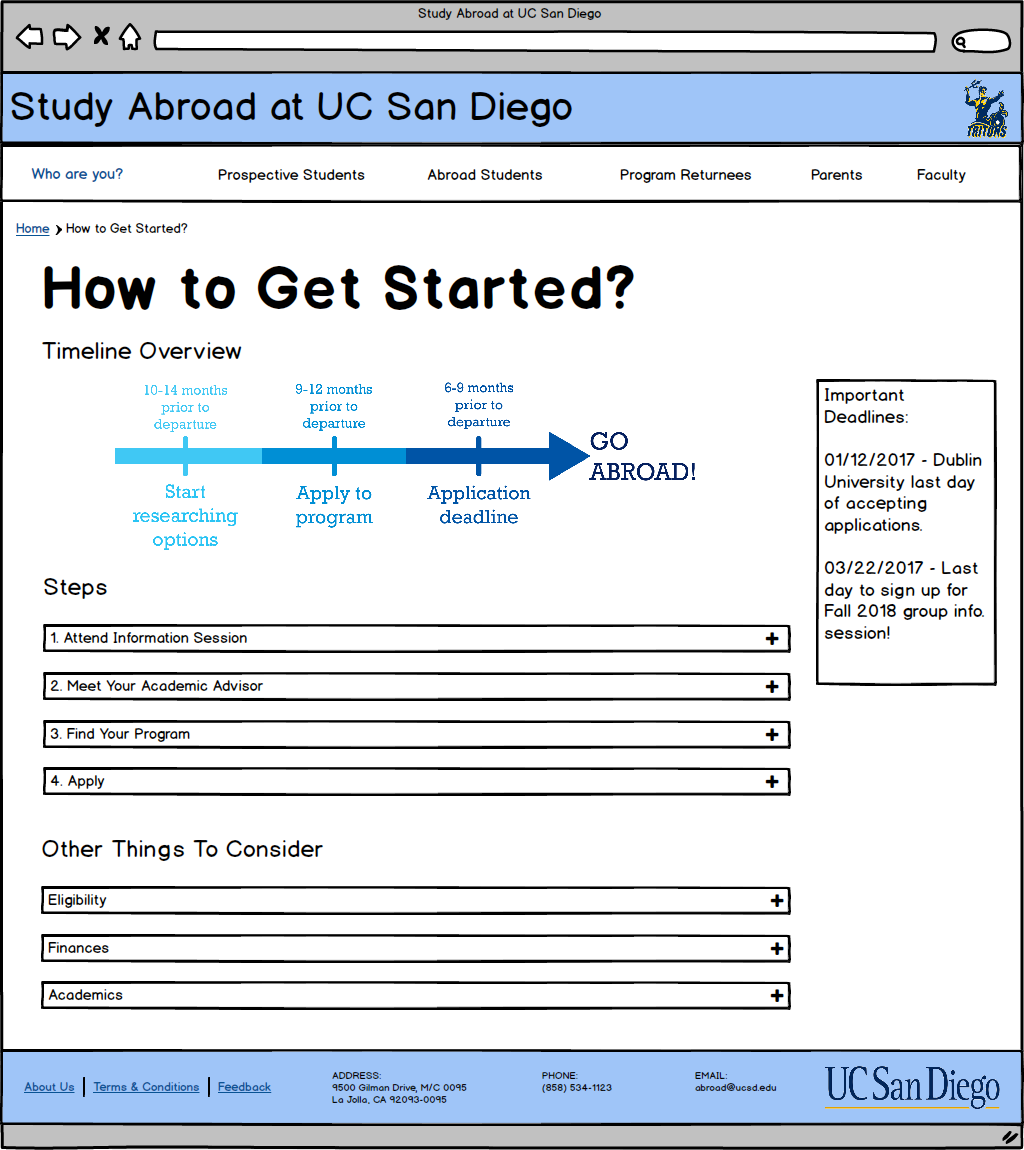 Study Abroad at UC San Diego
Study Abroad at UC San Diego
TRITONS
Who are you?
Prospective Students
Abroad Students
Program Returnees
Parents
Faculty
Home
How to Get Started?
How to Get Started?
Timeline Overview
10-14 months
prior to
departure
9-12 months
prior to
departure
6-9 months
prior to
departure
GO
ABROAD!
Start
researching
options
Apply to
program
Application
deadline
Important
Deadlines:
01/12/2017 - Dublin
University last day
of accepting
applications.
03/22/2017 - Last
day to sign up for
Fall 2018 group info.
session!
Steps
1. Attend Information Session
2. Meet Your Academic Advisor
3. Find Your Program
4. Apply
Other Things To Consider
Eligibility
Finances
Academics
About Us
Terms & Conditions
Feedback
ADDRESS:
9500 Gilman Drive, M/C 0095
La Jolla, CA 92093-0095
PHONE:
(858) 534-1123
EMAIL:
abroad@ucsd.edu
UC San Diego